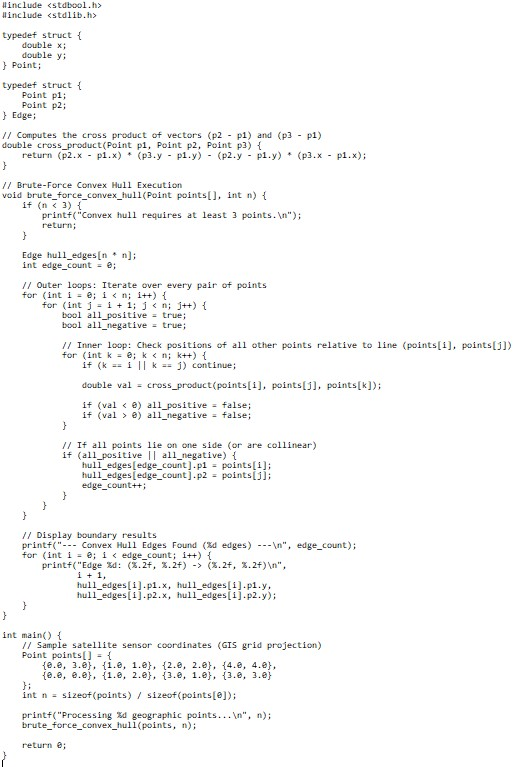 #include <stdbool.h>
#include <stdlib.h>

typedef struct {
    double x;
    double y;
} Point;

typedef struct {
    Point p1;
    Point p2;
} Edge;

// Computes the cross product of vectors (p2 - p1) and (p3 - p1)
double cross_product(Point p1, Point p2, Point p3) {
    return (p2.x - p1.x) * (p3.y - p1.y) - (p2.y - p1.y) * (p3.x - p1.x);
}

// Brute-Force Convex Hull Execution
void brute_force_convex_hull(Point points[], int n) {
    if (n < 3) {
        printf("Convex hull requires at least 3 points.\n");
        return;
    }

    Edge hull_edges[n * n];
    int edge_count = 0;

    // Outer loops: Iterate over every pair of points
    for (int i = 0; i < n; i++) {
        for (int j = i + 1; j < n; j++) {
            bool all_positive = true;
            bool all_negative = true;

            // Inner loop: Check positions of all other points relative to line (points[i], points[j])
            for (int k = 0; k < n; k++) {
                if (k == i || k == j) continue;

                double val = cross_product(points[i], points[j], points[k]);

                if (val < 0) all_positive = false;
                if (val > 0) all_negative = false;
            }

            // If all points lie on one side (or are collinear)
            if (all_positive || all_negative) {
                hull_edges[edge_count].p1 = points[i];
                hull_edges[edge_count].p2 = points[j];
                edge_count++;
            }
        }
    }

    // Display boundary results
    printf("--- Convex Hull Edges Found (%d edges) ---\n", edge_count);
    for (int i = 0; i < edge_count; i++) {
        printf("Edge %d: (%.2f, %.2f) -> (%.2f, %.2f)\n",
               i + 1,
               hull_edges[i].p1.x, hull_edges[i].p1.y,
               hull_edges[i].p2.x, hull_edges[i].p2.y);
    }
}

int main() {
    // Sample satellite sensor coordinates (GIS grid projection)
    Point points[] = {
        {0.0, 3.0}, {1.0, 1.0}, {2.0, 2.0}, {4.0, 4.0},
        {0.0, 0.0}, {1.0, 2.0}, {3.0, 1.0}, {3.0, 3.0}
    };
    int n = sizeof(points) / sizeof(points[0]);

    printf("Processing %d geographic points...\n", n);
    brute_force_convex_hull(points, n);

    return 0;
}